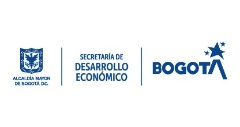 ALCALDÍA MAYOR
DE BOGOTÁ D.C.
SECRETARÍA DE
DESARROLLO
ECONÓMICO
BOGOTÁ